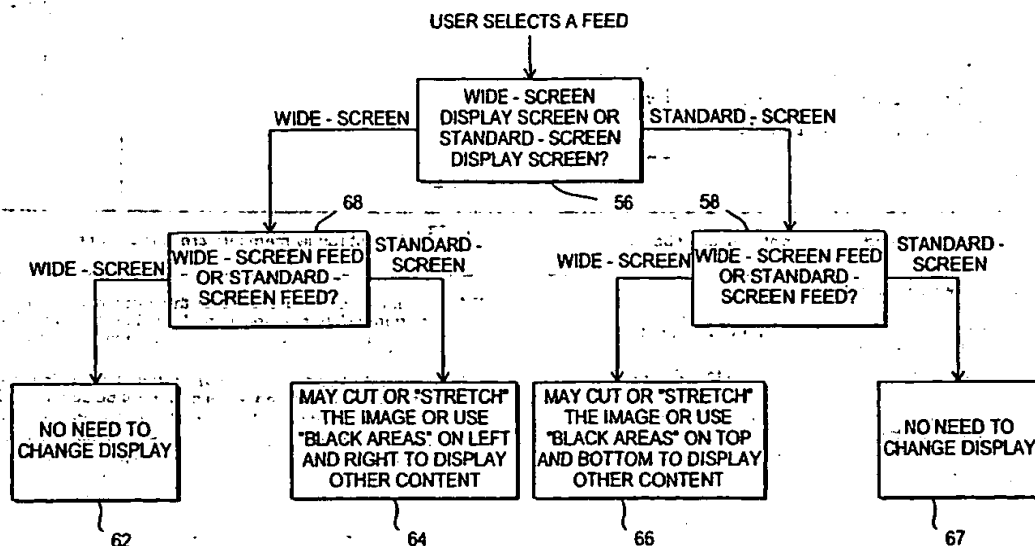 USER SELECTS A FEED
WIDE - SCREEN
DISPLAY SCREEN OR
STANDARD - SCREEN
DISPLAY SCREEN?
WIDE - SCREEN
STANDARD - SCREEN
56
68
58
WIDE - SCREEN FEED
OR STANDARD -
SCREEN FEED?
WIDE - SCREEN
STANDARD -
SCREEN
WIDE - SCREEN FEED
OR STANDARD -
SCREEN FEED?
WIDE - SCREEN
STANDARD -
SCREEN
NO NEED TO
CHANGE DISPLAY
MAY CUT OR "STRETCH"
THE IMAGE OR USE
"BLACK AREAS" ON LEFT
AND RIGHT TO DISPLAY
OTHER CONTENT
MAY CUT OR "STRETCH"
THE IMAGE OR USE
"BLACK AREAS" ON TOP
AND BOTTOM TO DISPLAY
OTHER CONTENT
NO NEED TO
CHANGE DISPLAY
62
64
66
67